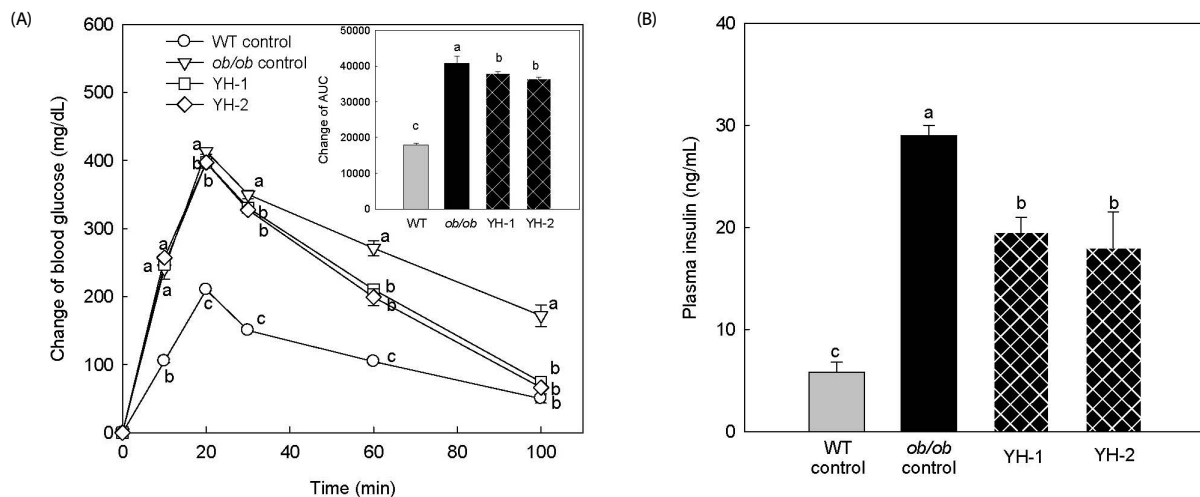 (A)
Change of blood glucose (mg/dL)
600
500
400
300
200
100
0
WT control
ob/ob control
YH-1
YH-2
a
a
a
b
a
b
b
c
a
b
b
c
a
b
b
c
a
b
b
b
0
20
40
60
80
100
Time (min)
Change of AUC
50000
40000
30000
20000
10000
0
c
a
b
b
WT
ob/ob
YH-1
YH-2
(B)
Plasma insulin (ng/mL)
40
30
20
10
0
c
a
b
b
WT
control
ob/ob
control
YH-1
YH-2